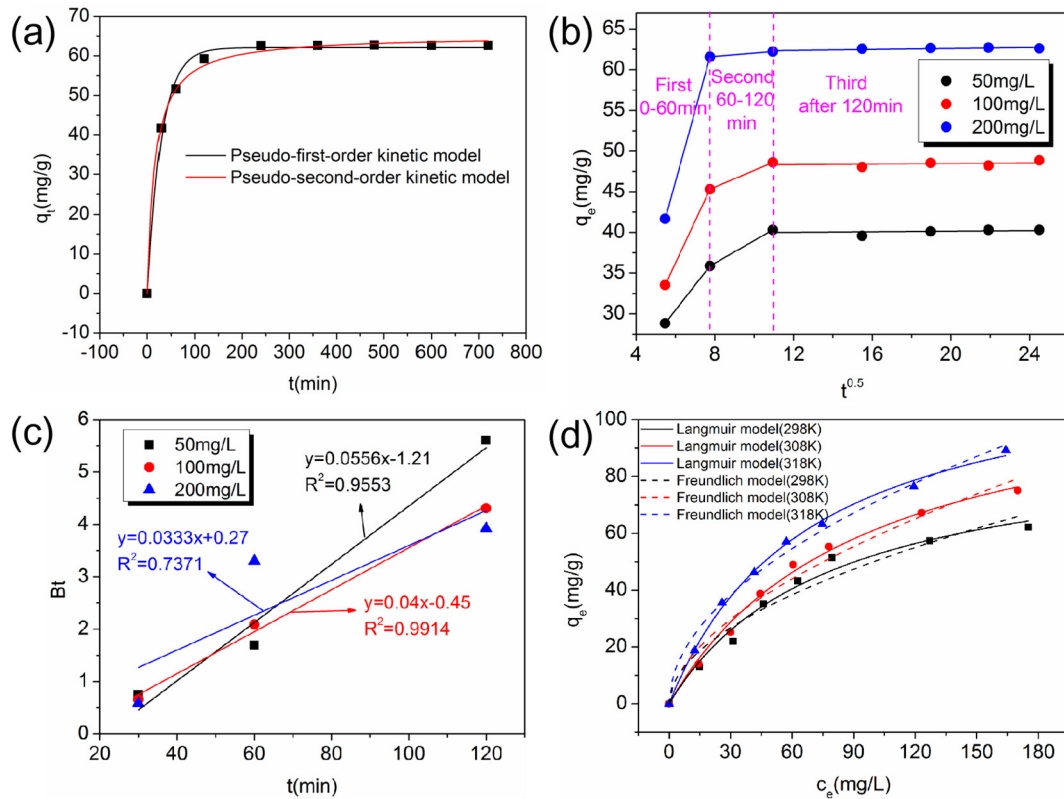 (a)
70
60
50
40
30
20
10
0
-10
-100 0 100 200 300 400 500 600 700 800
q_t(mg/g)
t(min)
Pseudo-first-order kinetic model
Pseudo-second-order kinetic model
(b)
65
60
55
50
45
40
35
30
4 8 12 16 20 24
q_e(mg/g)
t^0.5
First
0-60min
Second
60-120
min
Third
after 120min
50mg/L
100mg/L
200mg/L
(c)
6
5
4
3
2
1
0
20 40 60 80 100 120
Bt
t(min)
50mg/L
100mg/L
200mg/L
y=0.0556x-1.21
R²=0.9553
y=0.0333x+0.27
R²=0.7371
y=0.04x-0.45
R²=0.9914
(d)
100
80
60
40
20
0
0 30 60 90 120 150 180
q_e(mg/g)
c_e(mg/L)
Langmuir model(298K)
Langmuir model(308K)
Langmuir model(318K)
Freundlich model(298K)
Freundlich model(308K)
Freundlich model(318K)